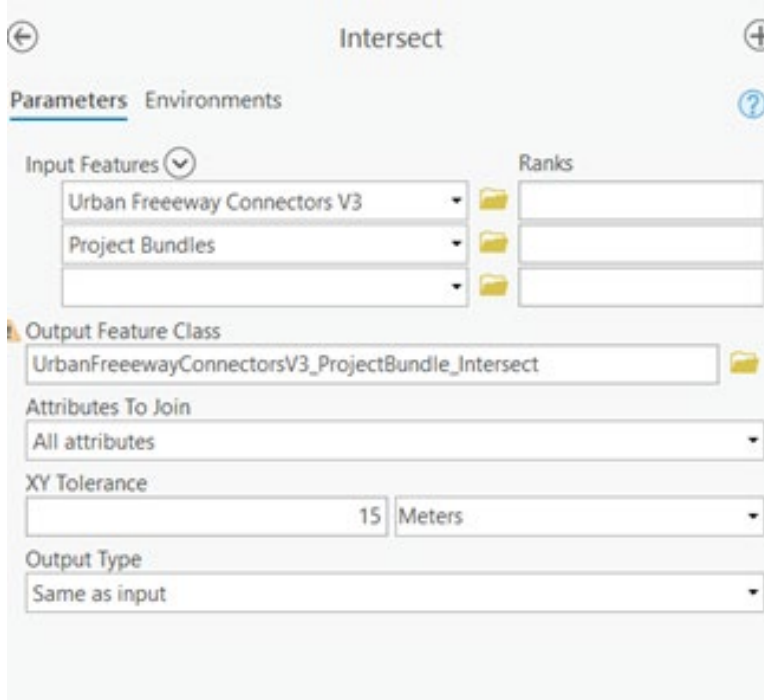 Intersect
Parameters Environments
Input Features Ranks
Urban Freeeway Connectors V3
Project Bundles
Output Feature Class
UrbanFreeewayConnectorsV3_ProjectBundle_Intersect
Attributes To Join
All attributes
XY Tolerance
15 Meters
Output Type
Same as input